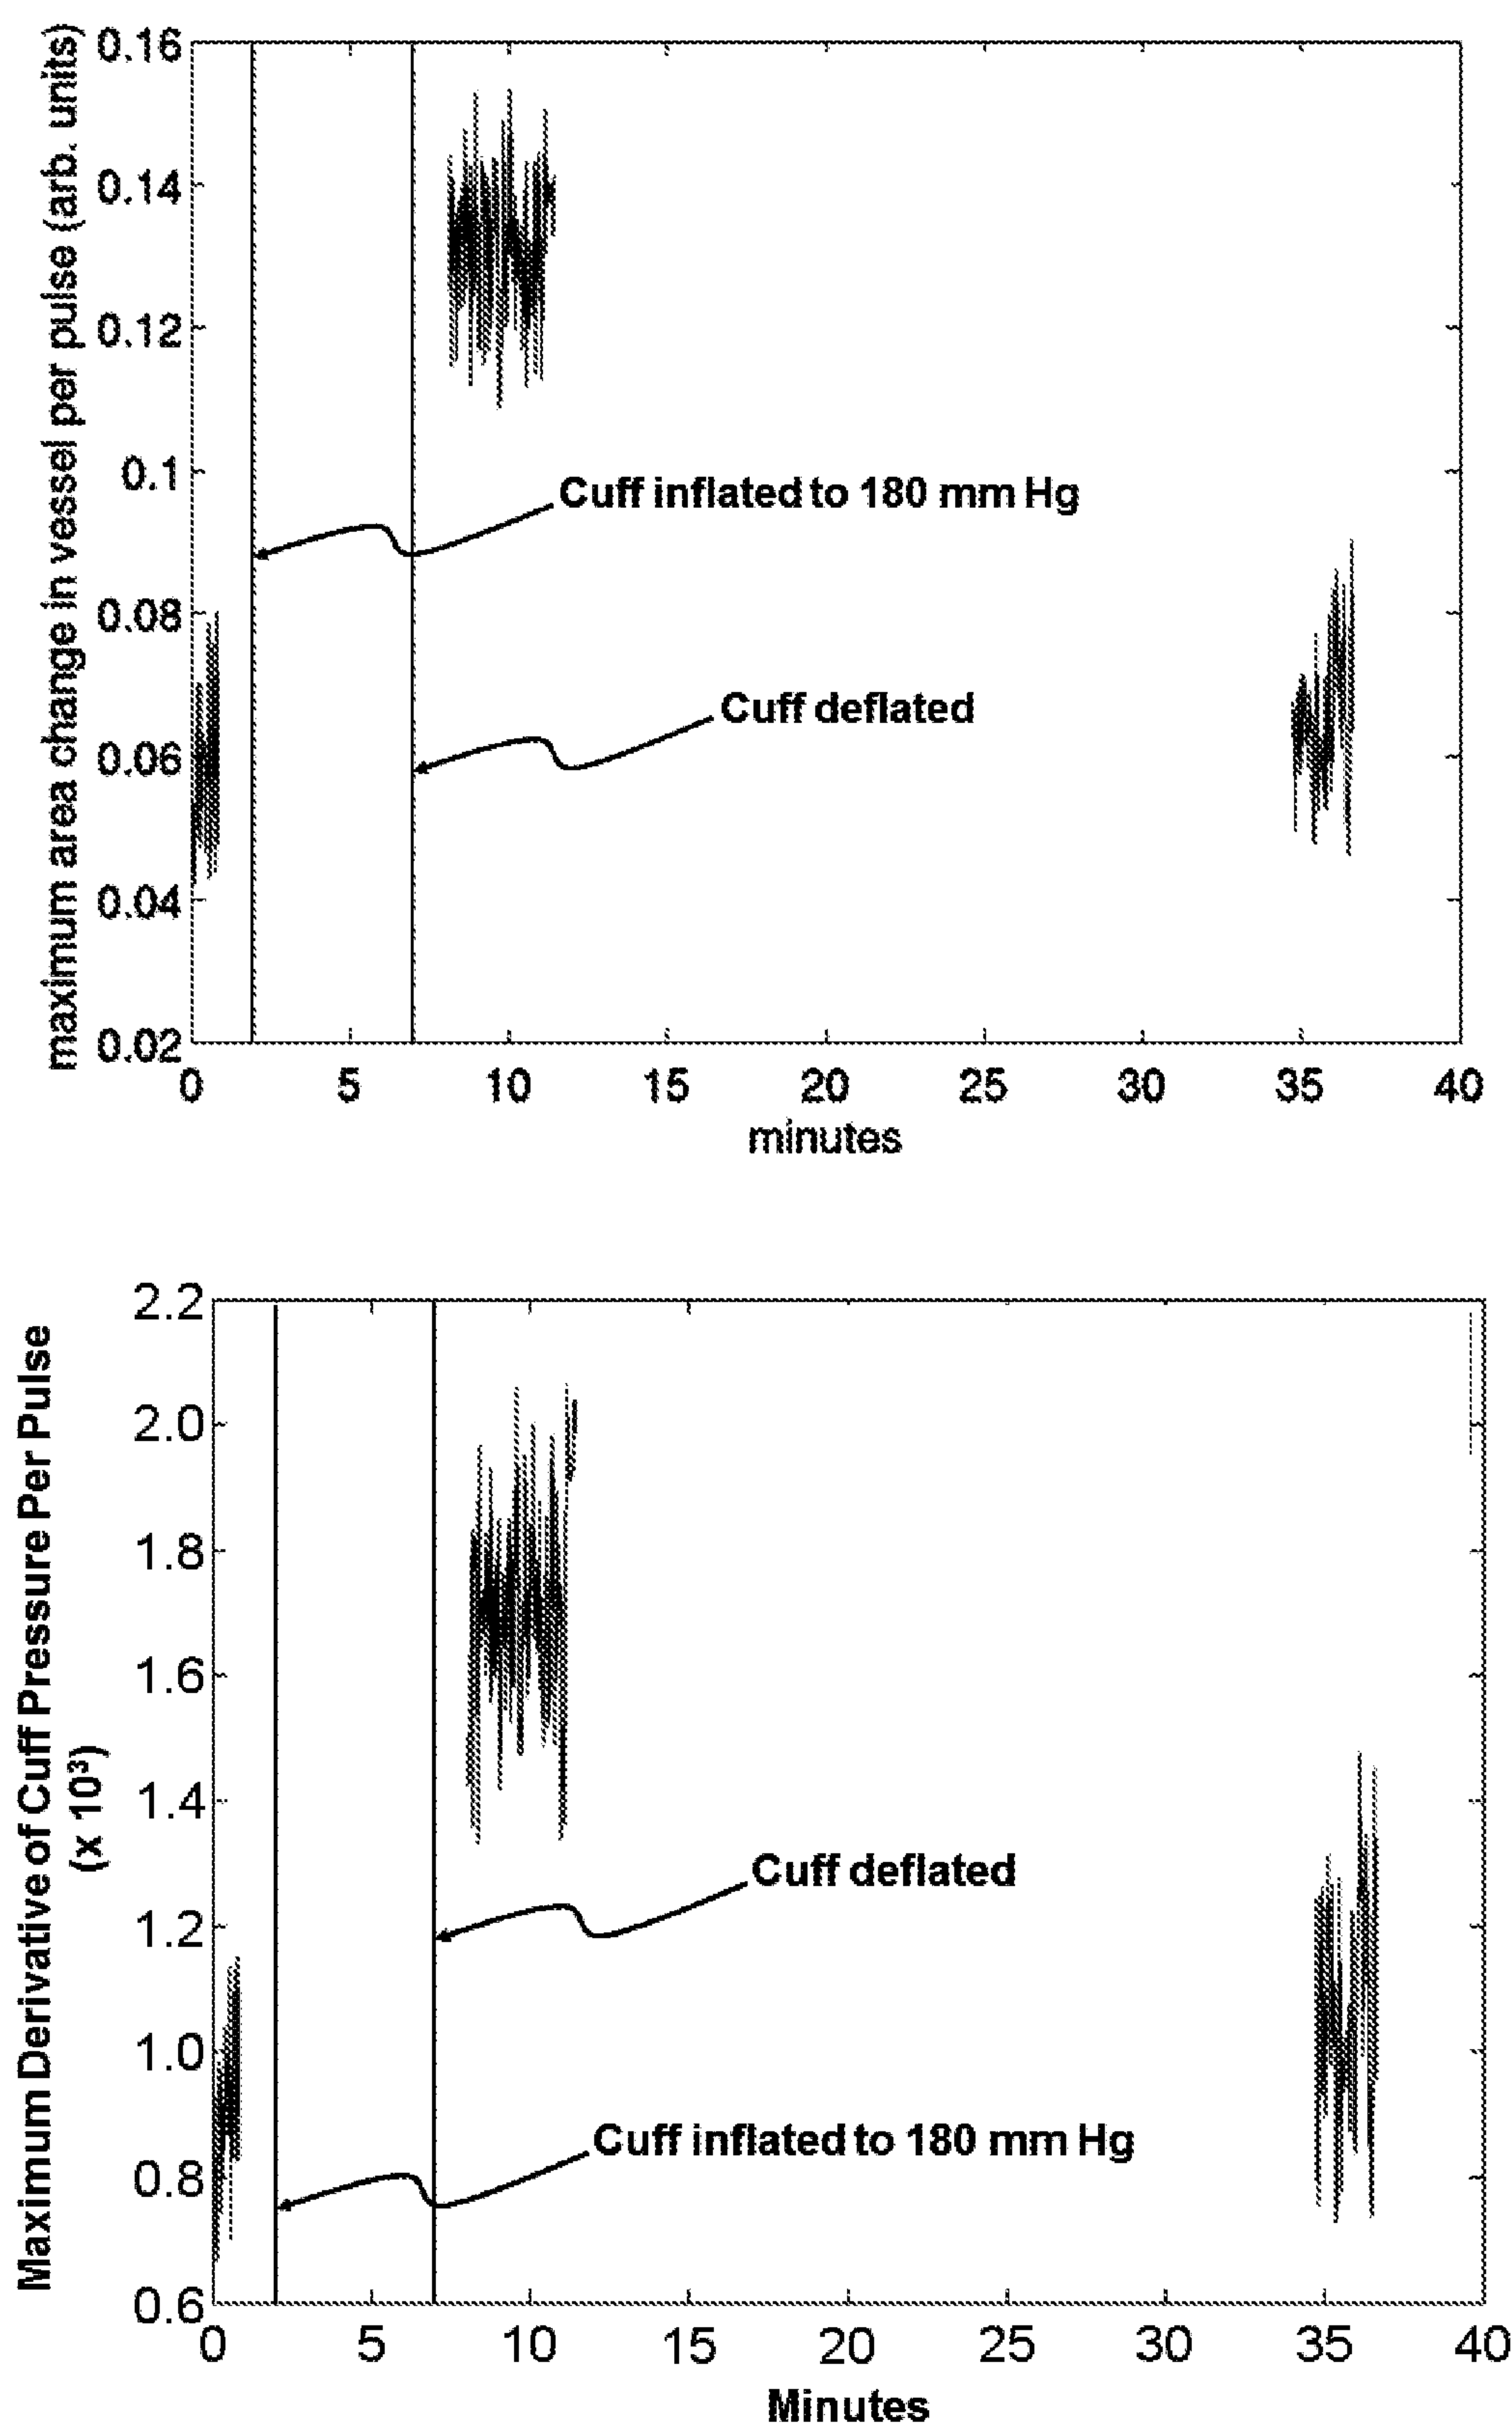 maximum area change in vessel per pulse (arb. units)
0.16
0.14
0.12
0.1
0.08
0.06
0.04
0.02
Cuff inflated to 180 mm Hg
Cuff deflated
0 5 10 15 20 25 30 35 40
minutes
Maximum Derivative of Cuff Pressure Per Pulse
(x 10³)
2.2
2.0
1.8
1.6
1.4
1.2
1.0
0.8
0.6
Cuff deflated
Cuff inflated to 180 mm Hg
0 5 10 15 20 25 30 35 40
Minutes